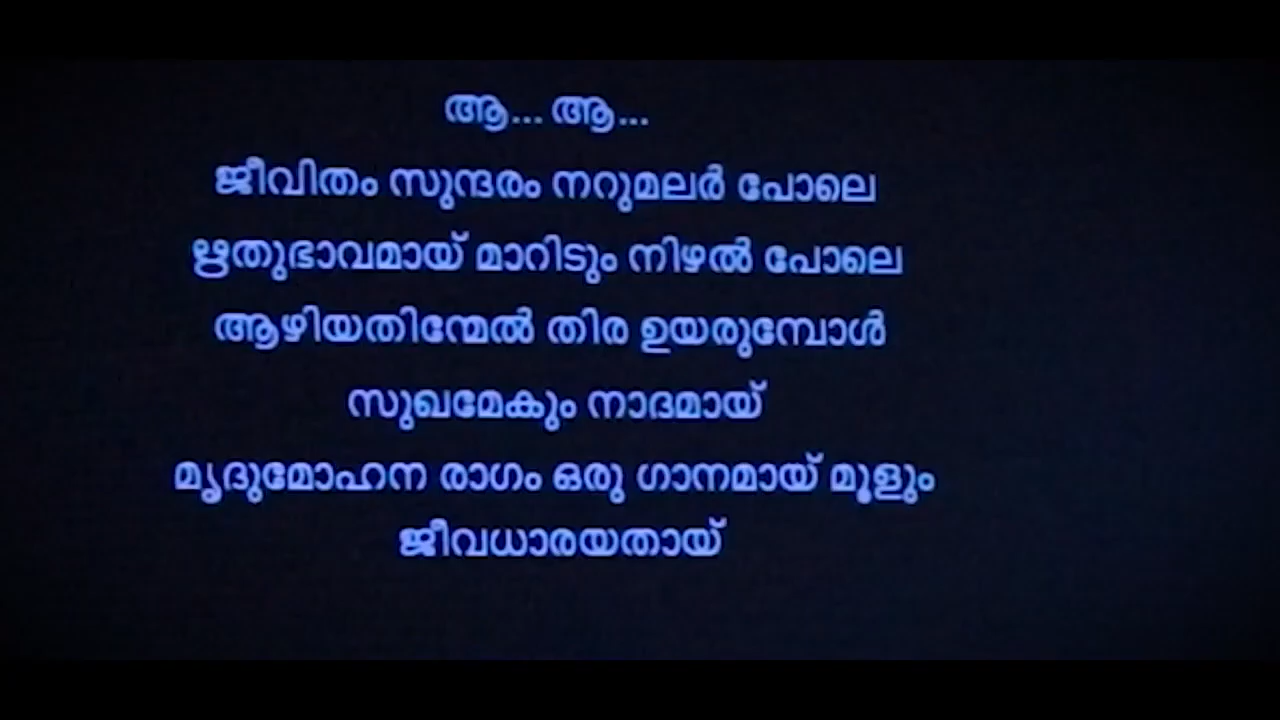 ആ... ആ...
ജീവിതം സുന്ദരം നറുമലർ പോലെ
ഋതുഭാവമായ് മാറിടും നിഴൽ പോലെ
ആഴിയതിന്മേൽ തിര ഉയരുമ്പോൾ
സുഖമേകും നാദമായ്
മൃദുമോഹന രാഗം ഒരു ഗാനമായ് മൂളും
ജീവധാരയതായ്